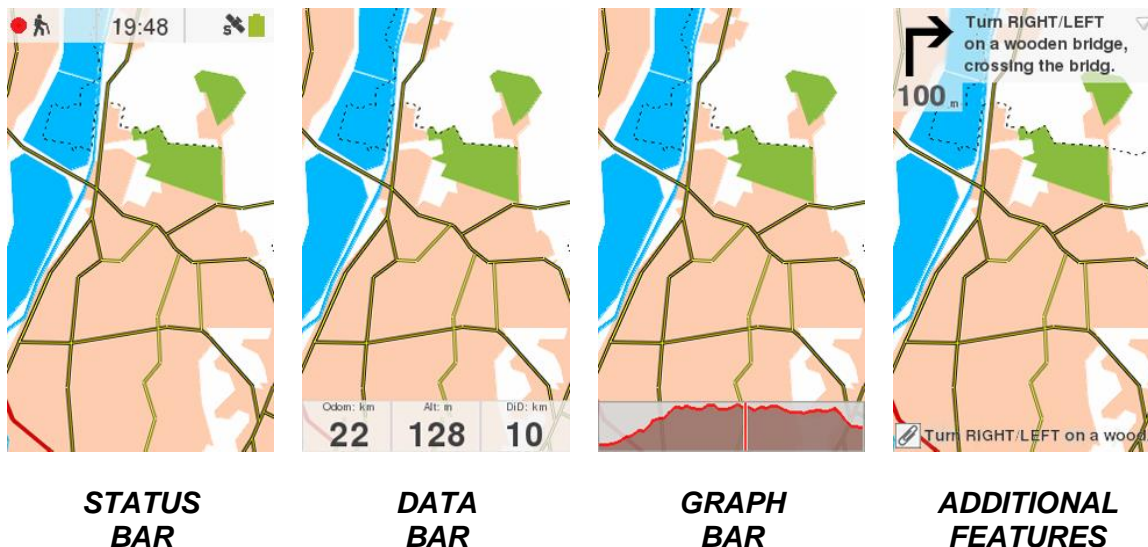 19:48
S
Odom: km
Alt: m
DiD: km
22
128
10
Turn RIGHT/LEFT
on a wooden bridge,
crossing the bridg.
100 m
Turn RIGHT/LEFT on a wood
STATUS
BAR
DATA
BAR
GRAPH
BAR
ADDITIONAL
FEATURES